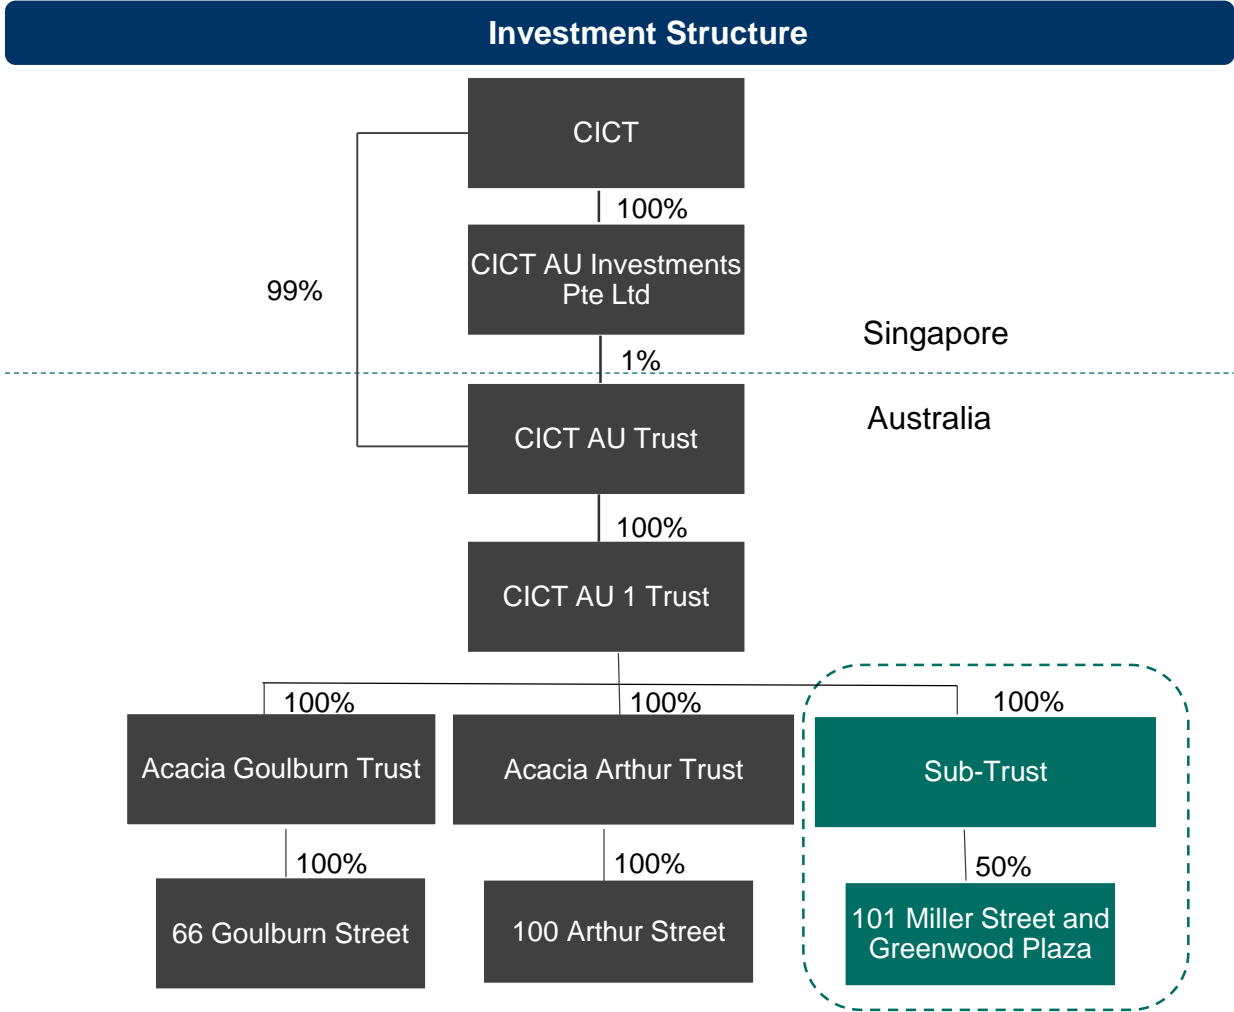 Investment Structure
CICT
100%
CICT AU Investments
Pte Ltd
99%
Singapore
1%
Australia
CICT AU Trust
100%
CICT AU 1 Trust
100%
100%
100%
Acacia Goulburn Trust
Acacia Arthur Trust
Sub-Trust
100%
100%
50%
66 Goulburn Street
100 Arthur Street
101 Miller Street and
Greenwood Plaza